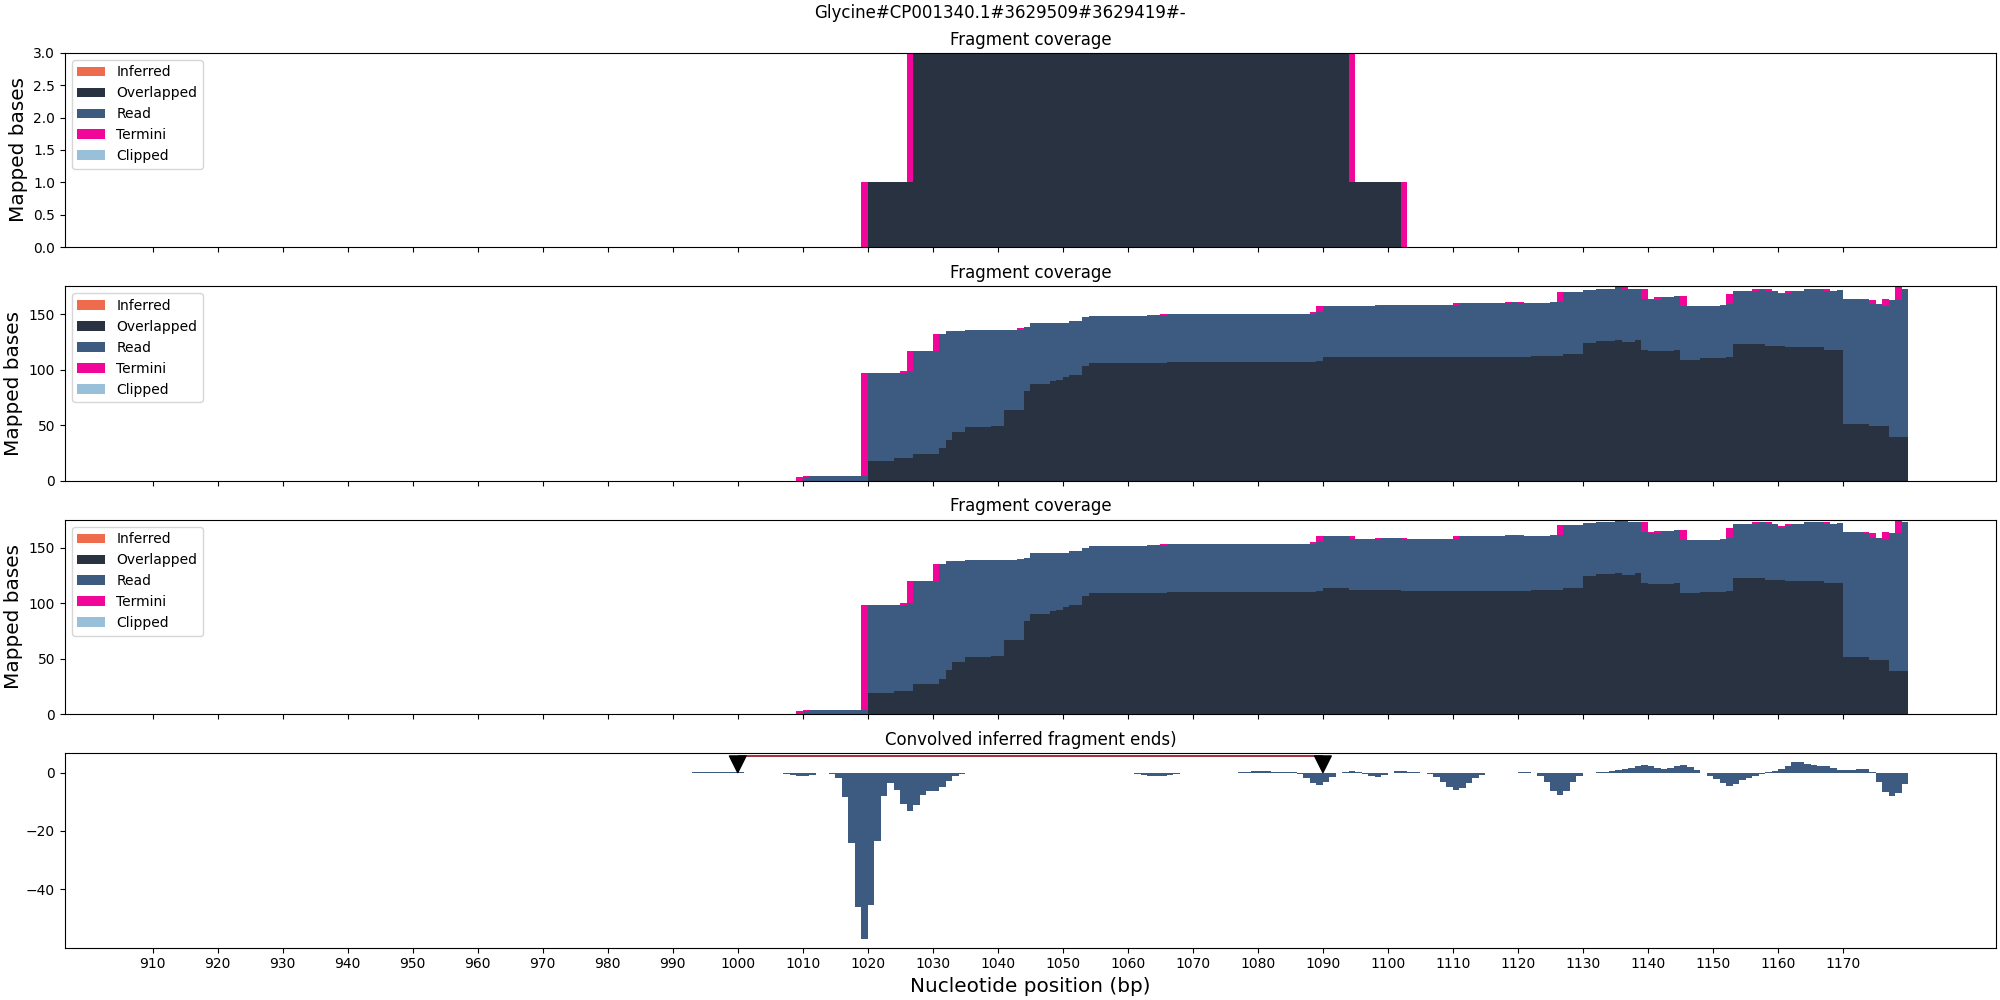 Glycine#CP001340.1#3629509#3629419#-
Fragment coverage
Mapped bases
3.0
2.5
2.0
1.5
1.0
0.5
0.0
Inferred
Overlapped
Read
Termini
Clipped
Fragment coverage
Mapped bases
150
100
50
0
Inferred
Overlapped
Read
Termini
Clipped
Fragment coverage
Mapped bases
150
100
50
0
Inferred
Overlapped
Read
Termini
Clipped
Convolved inferred fragment ends)
0
−20
−40
910 920 930 940 950 960 970 980 990 1000 1010 1020 1030 1040 1050 1060 1070 1080 1090 1100 1110 1120 1130 1140 1150 1160 1170
Nucleotide position (bp)